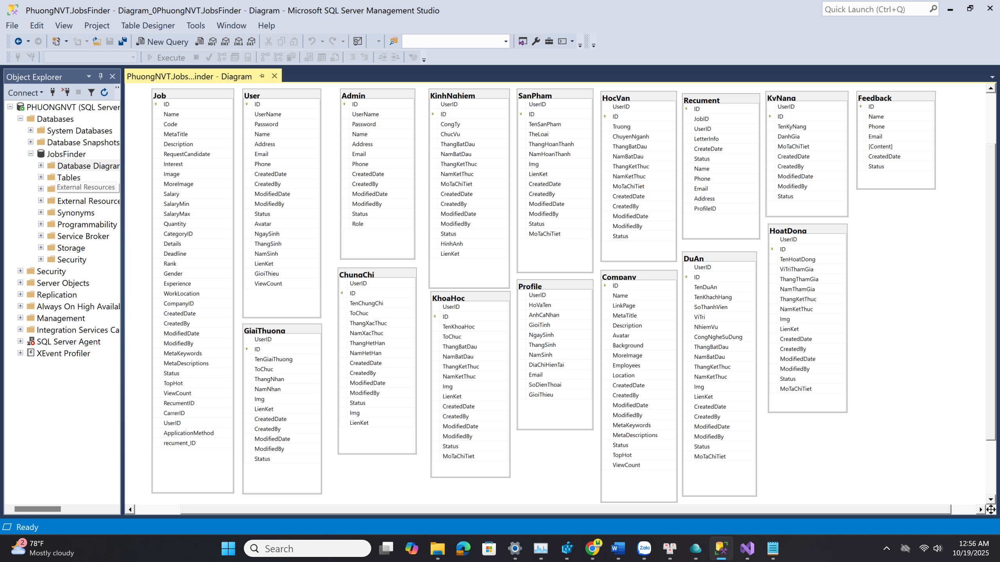 PhuongNVT.JobsFinder - Diagram_0PhuongNVT.JobsFinder - Diagram - Microsoft SQL Server Management Studio
Quick Launch (Ctrl+Q)
File Edit View Project Table Designer Tools Window Help
New Query MDX DMX XMLA DAX
Execute
Object Explorer
Connect
PHUONGNVT (SQL Server
Databases
System Databases
Database Snapshots
JobsFinder
Database Diagrar
Tables
External Resources
External Resource
Synonyms
Programmability
Service Broker
Storage
Security
Security
Server Objects
Replication
Always On High Availal
Management
Integration Services Ca
SQL Server Agent
XEvent Profiler
PhuongNVT.Jobs...inder - Diagram
Job
ID
Name
Code
MetaTitle
Description
RequestCandidate
Interest
Image
MoreImage
Salary
SalaryMin
SalaryMax
Quantity
CategoryID
Details
Deadline
Rank
Gender
Experience
WorkLocation
CompanyID
CreatedDate
CreatedBy
ModifiedDate
ModifiedBy
MetaKeywords
MetaDescriptions
Status
TopHot
ViewCount
RecumentID
CarrerID
UserID
ApplicationMethod
recument_ID
User
ID
UserName
Password
Name
Address
Email
Phone
CreatedDate
CreatedBy
ModifiedDate
ModifiedBy
Status
Avatar
NgaySinh
ThangSinh
NamSinh
LienKet
GioiThieu
ViewCount
GiaiThuong
UserID
ID
TenGiaiThuong
ToChuc
ThangNhan
NamNhan
Img
LienKet
CreatedDate
CreatedBy
ModifiedDate
ModifiedBy
Status
Admin
ID
UserName
Password
Name
Address
Email
Phone
CreatedDate
CreatedBy
ModifiedDate
ModifiedBy
Status
Role
ChungChi
UserID
ID
TenChungChi
ToChuc
ThangXacThuc
NamXacThuc
ThangHetHan
NamHetHan
CreatedDate
CreatedBy
ModifiedDate
ModifiedBy
Status
Img
LienKet
KinhNghiem
UserID
ID
CongTy
ChucVu
ThangBatDau
NamBatDau
ThangKetThuc
NamKetThuc
MoTaChiTiet
CreatedDate
CreatedBy
ModifiedDate
ModifiedBy
Status
HinhAnh
LienKet
KhoaHoc
UserID
ID
TenKhoaHoc
ToChuc
ThangBatDau
NamBatDau
ThangKetThuc
NamKetThuc
Img
LienKet
CreatedDate
CreatedBy
ModifiedDate
ModifiedBy
Status
MoTaChiTiet
SanPham
UserID
ID
TenSanPham
TheLoai
ThangHoanThanh
NamHoanThanh
Img
LienKet
CreatedDate
CreatedBy
ModifiedDate
ModifiedBy
Status
MoTaChiTiet
Profile
UserID
HoVaTen
AnhCaNhan
GioiTinh
NgaySinh
ThangSinh
NamSinh
DiaChiHienTai
Email
SoDienThoai
GioiThieu
HocVan
UserID
ID
Truong
ChuyenNganh
ThangBatDau
NamBatDau
ThangKetThuc
NamKetThuc
MoTaChiTiet
CreatedDate
CreatedBy
ModifiedDate
ModifiedBy
Status
Company
ID
Name
LinkPage
MetaTitle
Description
Avatar
Background
MoreImage
Employees
Location
CreatedDate
CreatedBy
ModifiedDate
ModifiedBy
MetaKeywords
MetaDescriptions
Status
TopHot
ViewCount
Recument
ID
JobID
UserID
LetterInfo
CreateDate
Status
Name
Phone
Email
Address
ProfileID
DuAn
UserID
ID
TenDuAn
TenKhachHang
SoThanhVien
ViTri
NhiemVu
CongNgheSuDung
ThangBatDau
NamBatDau
ThangKetThuc
NamKetThuc
Img
LienKet
CreatedDate
CreatedBy
ModifiedDate
ModifiedBy
Status
MoTaChiTiet
KyNang
UserID
ID
TenKyNang
DanhGia
MoTaChiTiet
CreatedDate
CreatedBy
ModifiedDate
ModifiedBy
Status
HoatDong
UserID
ID
TenHoatDong
ViTriThamGia
ThangThamGia
NamThamGia
ThangKetThuc
NamKetThuc
Img
LienKet
CreatedDate
CreatedBy
ModifiedDate
ModifiedBy
Status
MoTaChiTiet
Feedback
ID
Name
Phone
Email
[Content]
CreatedDate
Status
Ready
2
78°F
Mostly cloudy
Search
Zalo
12:56 AM
10/19/2025